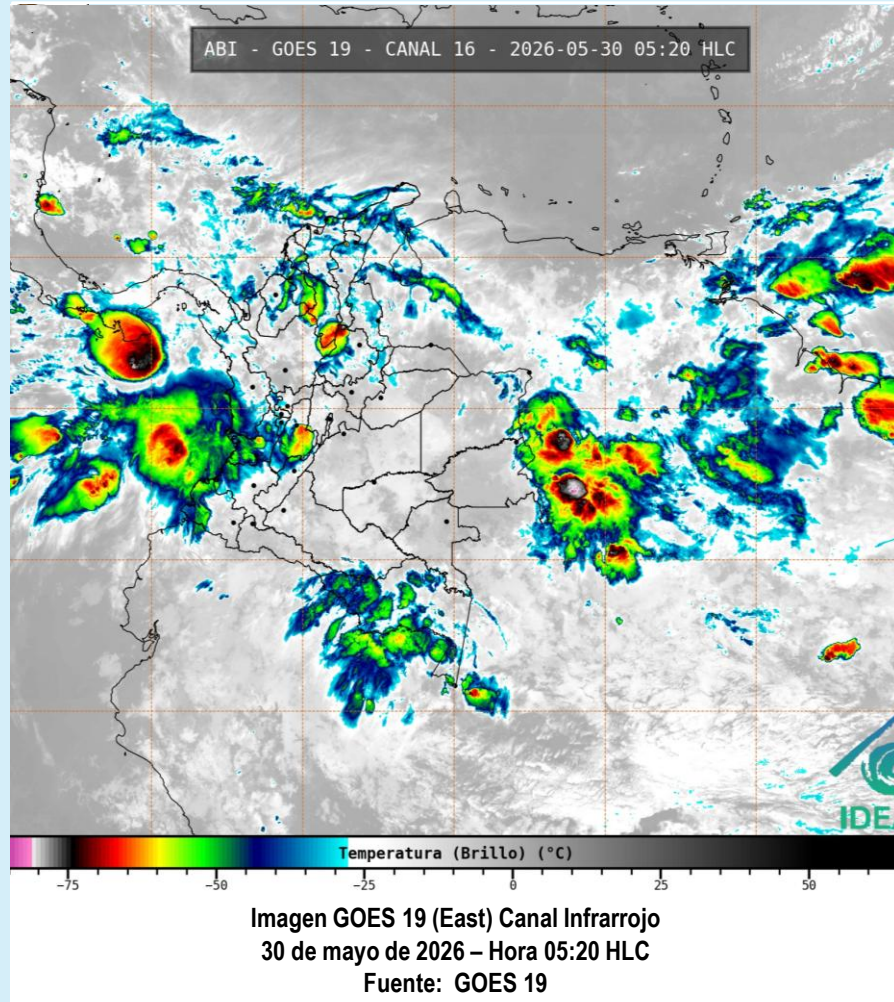 ABI - GOES 19 - CANAL 16 - 2026-05-30 05:20 HLC
Temperatura (Brillo) (°C)
−75 −50 −25 0 25 50
Imagen GOES 19 (East) Canal Infrarrojo
30 de mayo de 2026 – Hora 05:20 HLC
Fuente: GOES 19